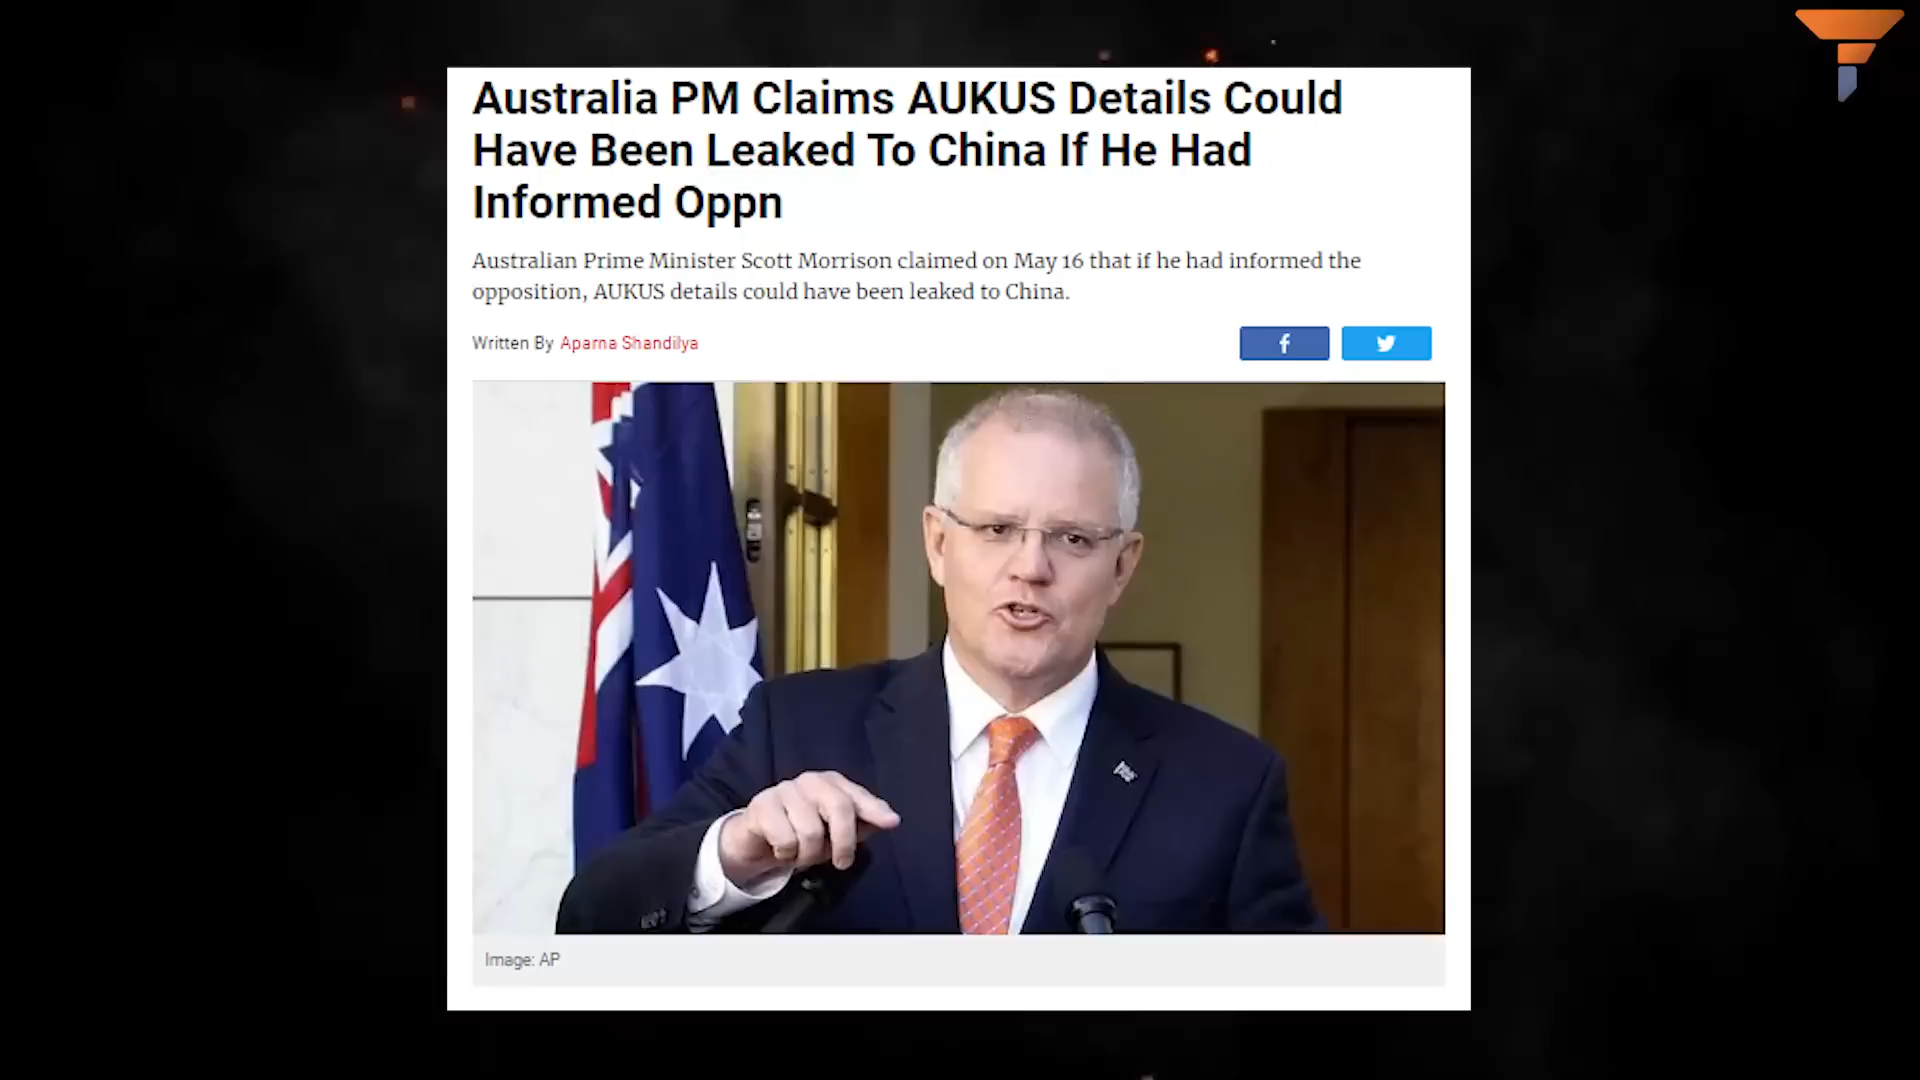 Australia PM Claims AUKUS Details Could
Have Been Leaked To China If He Had
Informed Oppn
Australian Prime Minister Scott Morrison claimed on May 16 that if he had informed the
opposition, AUKUS details could have been leaked to China.
Written By Aparna Shandilya
Image: AP